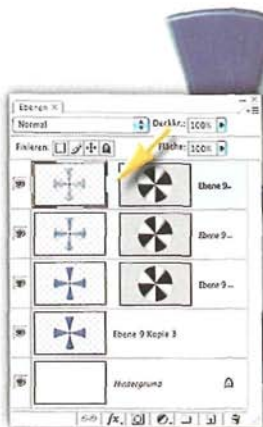 Ebenen ×
Normal Deckkr.: 100%
Fixieren: Fläche: 100%
Ebene 9...
Ebene 9...
Ebene 9...
Ebene 9 Kopie 3
Hintergrund
fx.